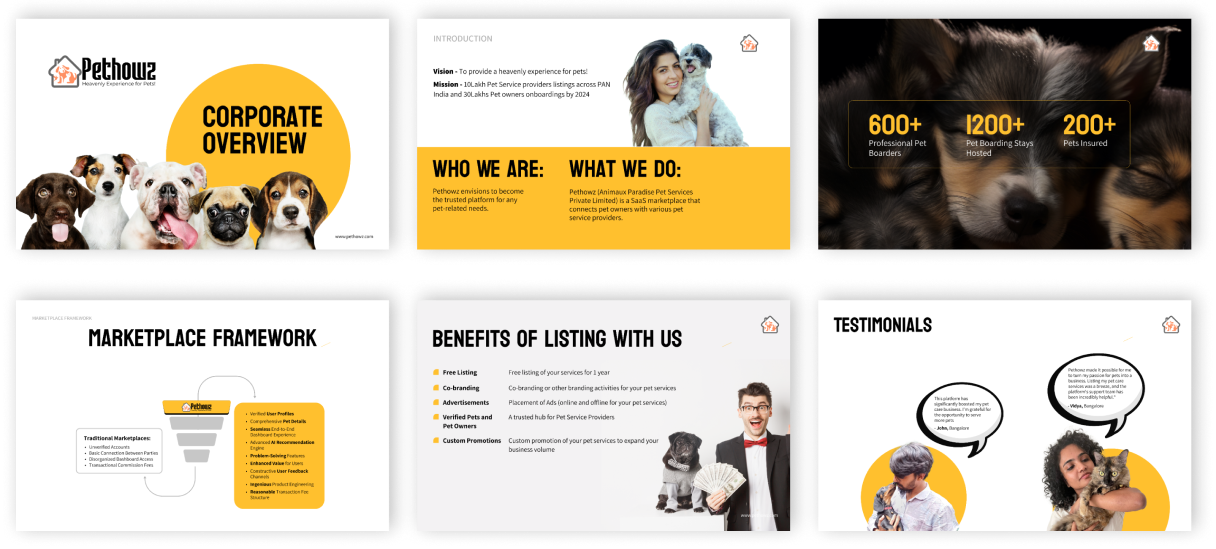 Pethowz
Heavenly Experience for Pets!
CORPORATE
OVERVIEW
www.pethowz.com
INTRODUCTION
Vision - To provide a heavenly experience for pets!
Mission - 10Lakh Pet Service providers listings across PAN
India and 30Lakhs Pet owners onboardings by 2024
WHO WE ARE:
Pethowz envisions to become
the trusted platform for any
pet-related needs.
WHAT WE DO:
Pethowz (Animaux Paradise Pet Services
Private Limited) is a SaaS marketplace that
connects pet owners with various pet
service providers.
600+
Professional Pet
Boarders
1200+
Pet Boarding Stays
Hosted
200+
Pets Insured
MARKETPLACE FRAMEWORK
MARKETPLACE FRAMEWORK
Pethowz
Traditional Marketplaces:
• Unverified Accounts
• Basic Connection Between Parties
• Disorganised Dashboard Access
• Transactional Commission Fees
• Verified User Profiles
• Comprehensive Pet Details
• Seamless End-to-End
Dashboard Experience
• Advanced AI Recommendation
Engine
• Problem-Solving Features
• Enhanced Value for Users
• Constructive User Feedback
Channels
• Ingenious Product Engineering
• Reasonable Transaction Fee
Structure
BENEFITS OF LISTING WITH US
Free Listing Free listing of your services for 1 year
Co-branding Co-branding or other branding activities for your pet services
Advertisements Placement of Ads (online and offline for your pet services)
Verified Pets and A trusted hub for Pet Service Providers
Pet Owners
Custom Promotions Custom promotion of your pet services to expand your
business volume
TESTIMONIALS
This platform has
significantly boosted my pet
care business. I'm grateful for
the opportunity to serve
more pets
- John, Bangalore
Pethowz made it possible for me
to turn my passion for pets into a
business. Listing my pet care
services was a breeze, and the
platform's support team has
been incredibly helpful."
- Vidya, Bangalore